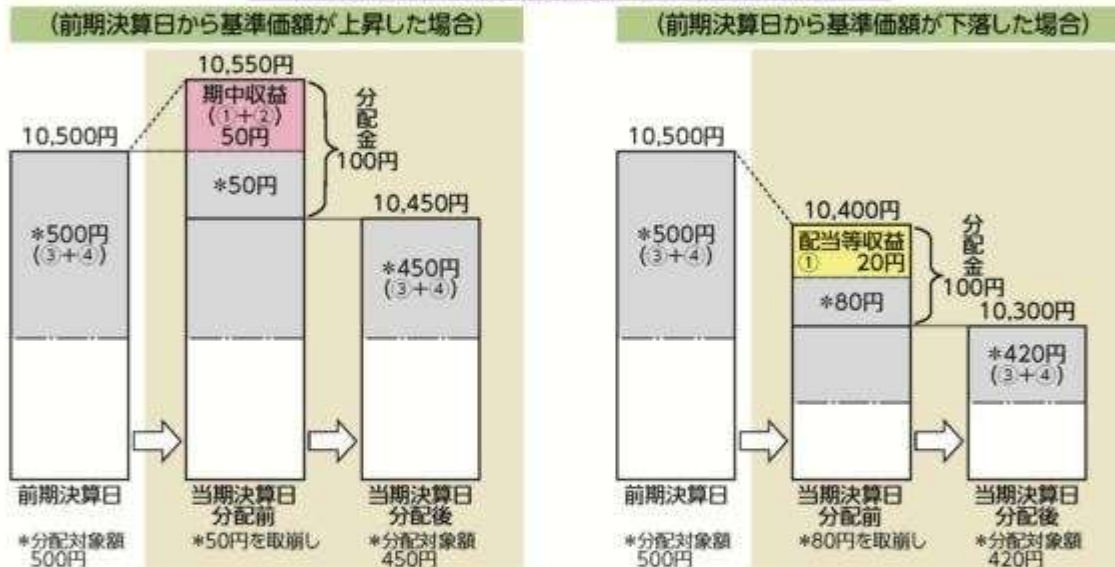 (前期決算日から基準価額が上昇した場合)
10,550円
期中収益
(①+②)
50円
分配金
100円
10,500円
*50円
10,450円
*500円
(③+④)
*450円
(③+④)
前期決算日
当期決算日
分配前
当期決算日
分配後
*分配対象額
500円
*50円を取崩し
*分配対象額
450円
(前期決算日から基準価額が下落した場合)
10,500円
10,400円
配当等収益
① 20円
分配金
100円
*500円
(③+④)
*80円
10,300円
*420円
(③+④)
前期決算日
当期決算日
分配前
当期決算日
分配後
*分配対象額
500円
*80円を取崩し
*分配対象額
420円